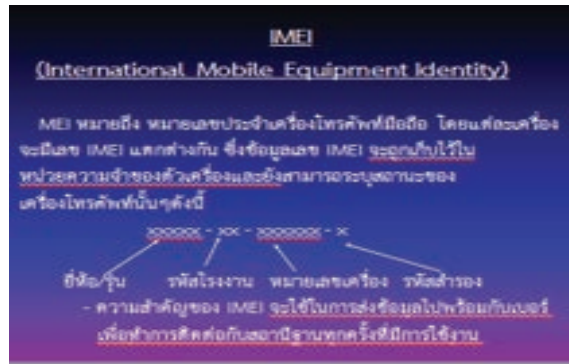 IMEI
(International Mobile Equipment Identity)
MEI หมายถึง หมายเลขประจำเครื่องโทรศัพท์มือถือ โดยแต่ละเครื่อง
จะมีเลข IMEI แตกต่างกัน ซึ่งข้อมูลเลข IMEI จะถูกเก็บไว้ใน
หน่วยความจำของตัวเครื่องและยังสามารถระบุสถานะของ
เครื่องโทรศัพท์นั้นๆดังนี้
xxxxxx - xx - xxxxxx - x
ยี่ห้อ/รุ่น รหัสโรงงาน หมายเลขเครื่อง รหัสสำรอง
- ความสำคัญของ IMEI จะใช้ในการส่งข้อมูลไปพร้อมกับเบอร์
เพื่อทำการติดต่อกับสถานีฐานทุกครั้งที่มีการใช้งาน